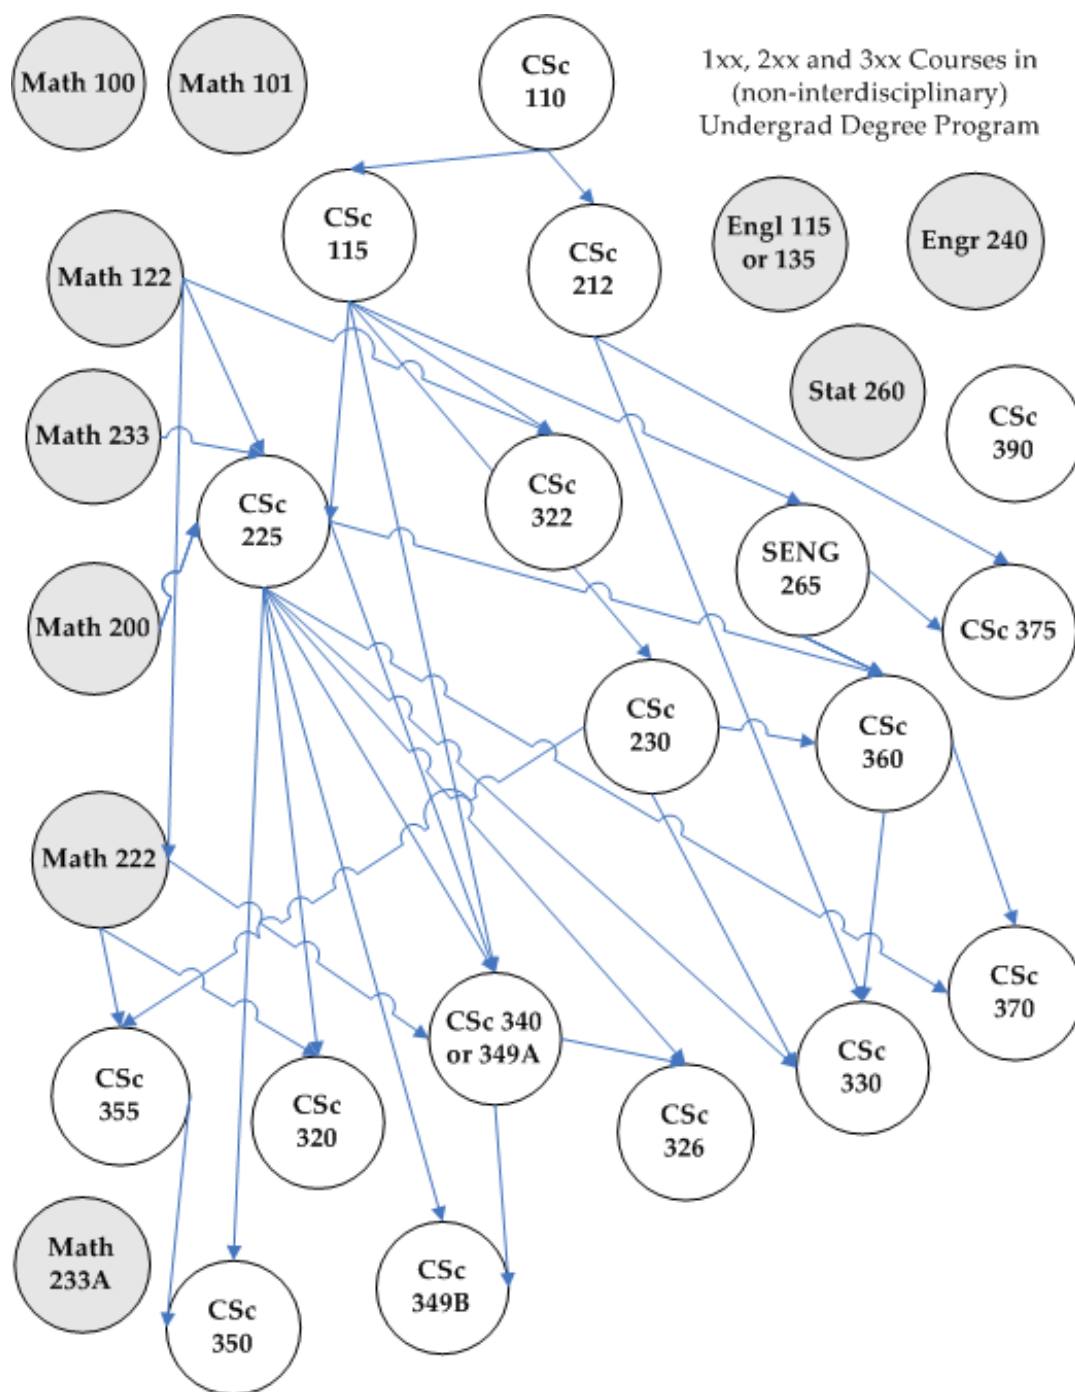 Math 100
Math 101
CSc
110
1xx, 2xx and 3xx Courses in
(non-interdisciplinary)
Undergrad Degree Program
CSc
115
CSc
212
Engl 115
or 135
Engr 240
Math 122
Stat 260
Math 233
CSc
390
CSc
225
CSc
322
SENG
265
Math 200
CSc 375
CSc
230
CSc
360
Math 222
CSc
370
CSc 340
or 349A
CSc
330
CSc
355
CSc
320
CSc
326
Math
233A
CSc
349B
CSc
350